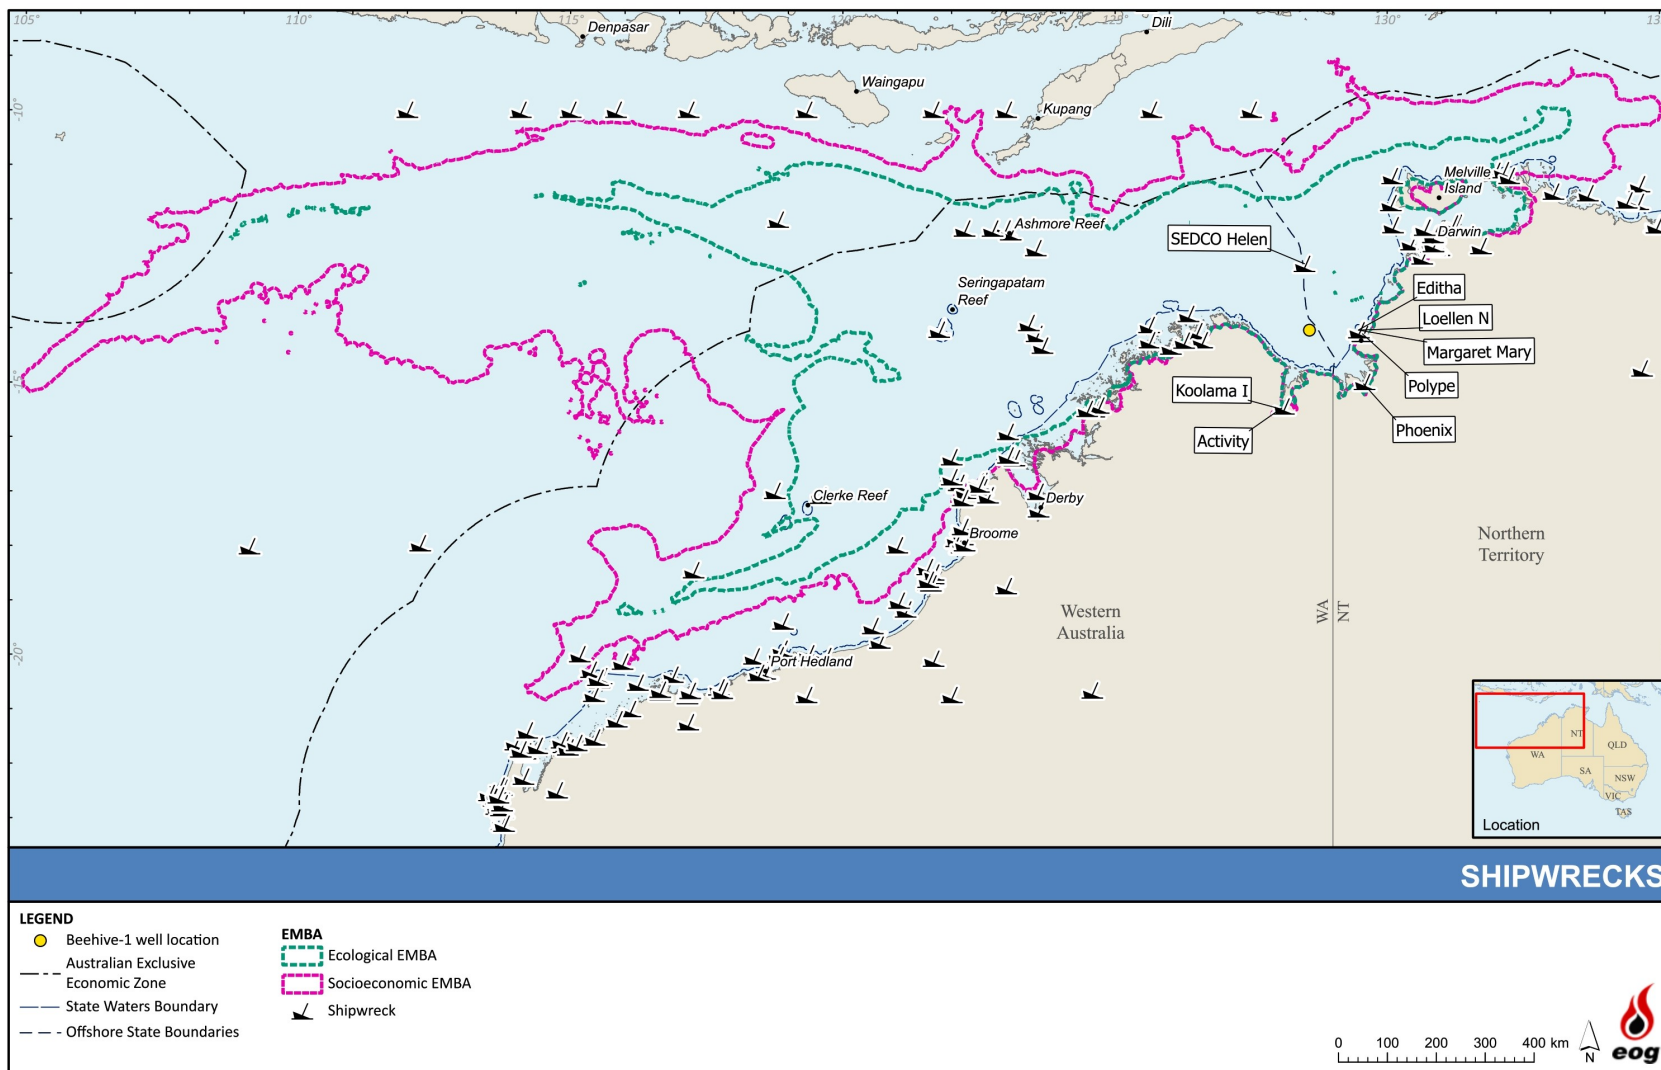 105°
110°
115°
120°
125°
130°
Denpasar
Dili
Waingapu
Kupang
-10°
Melville
Island
Ashmore Reef
Darwin
SEDCO Helen
Seringapatam
Reef
Editha
Loellen N
Margaret Mary
-15°
Koolama I
Polype
Activity
Phoenix
Clerke Reef
Derby
Broome
Northern
Territory
Western
Australia
WA
NT
-20°
Port Hedland
NT
QLD
WA
SA
NSW
VIC
TAS
Location
SHIPWRECKS
LEGEND
Beehive-1 well location
Australian Exclusive
Economic Zone
State Waters Boundary
Offshore State Boundaries
EMBA
Ecological EMBA
Socioeconomic EMBA
Shipwreck
0 100 200 300 400 km
N
eog